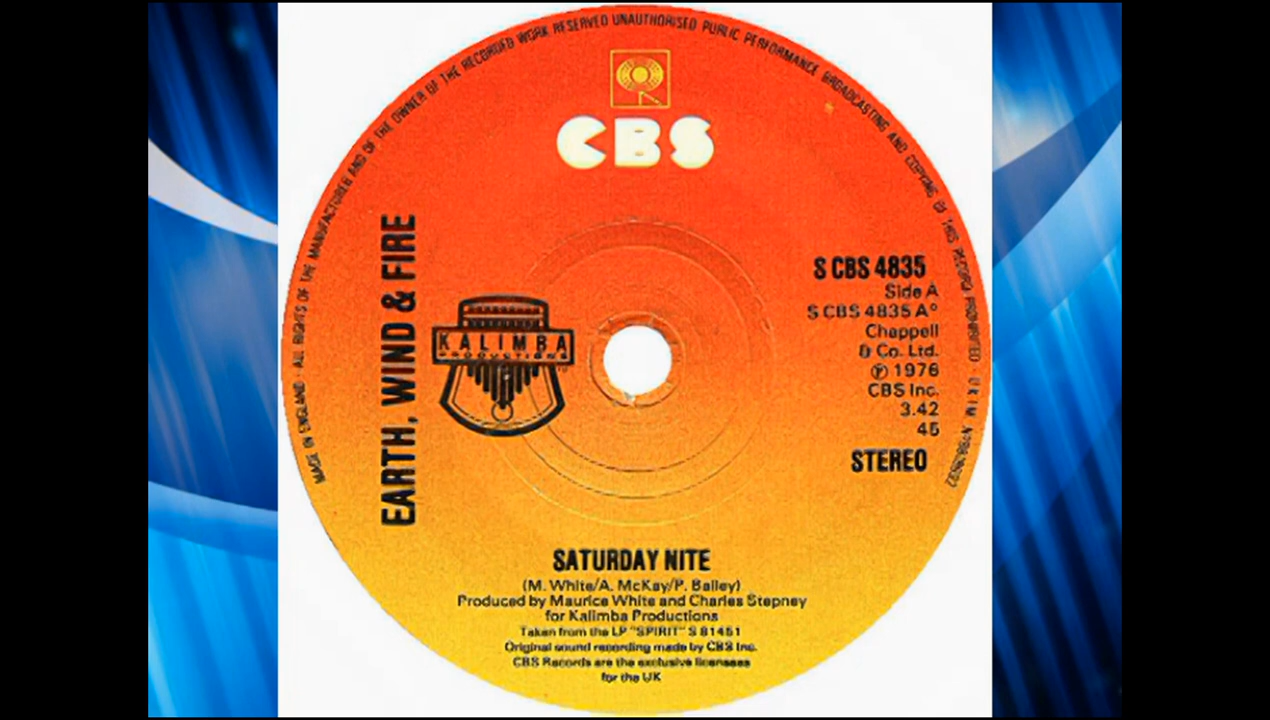 MADE IN ENGLAND · ALL RIGHTS OF THE MANUFACTURER AND OF THE OWNER OF THE RECORDED WORK RESERVED UNAUTHORISED PUBLIC PERFORMANCE BROADCASTING AND COPYING OF THIS RECORD PROHIBITED · U.K.
CBS
EARTH, WIND & FIRE
KALIMBA
PRODUCTIONS
S CBS 4835
Side A
S CBS 4835 A°
Chappell
& Co. Ltd.
℗ 1976
CBS Inc.
3.42
45
STEREO
SATURDAY NITE
(M. White/A. McKay/P. Bailey)
Produced by Maurice White and Charles Stepney
for Kalimba Productions
Taken from the LP "SPIRIT" S 81451
Original sound recording made by CBS Inc.
CBS Records are the exclusive licensees
for the UK